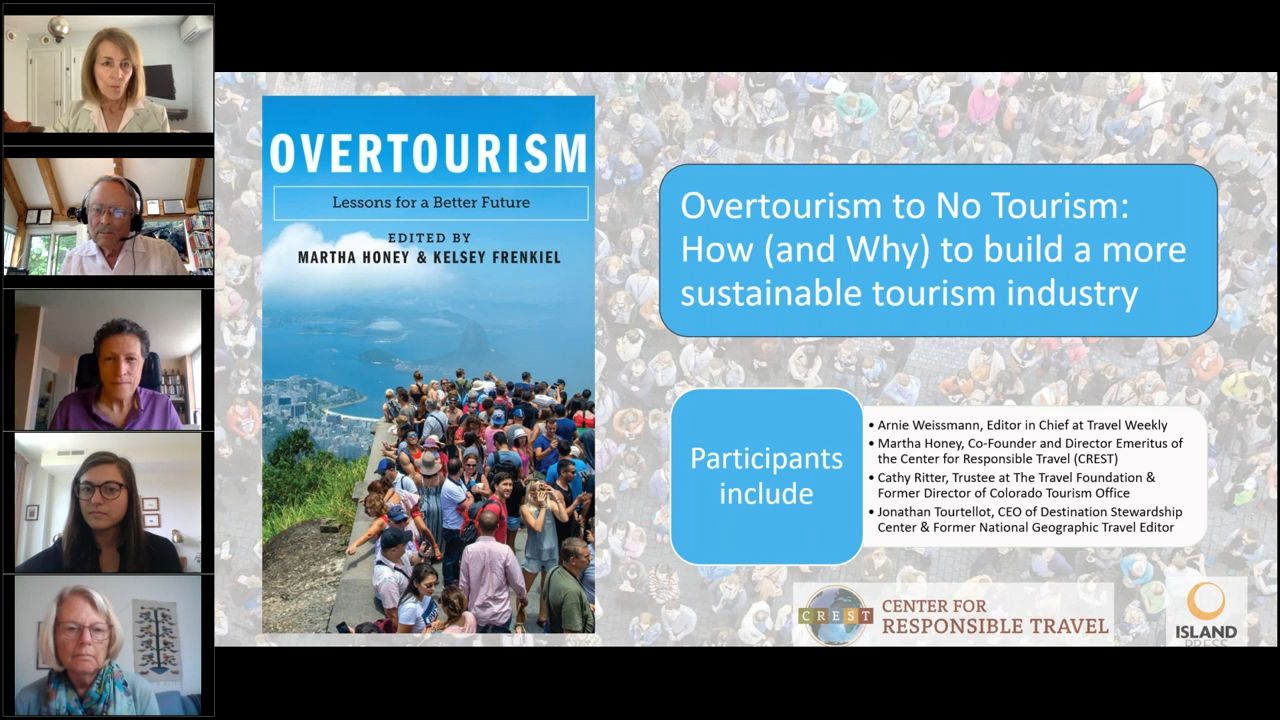 OVERTOURISM
Lessons for a Better Future
EDITED BY
MARTHA HONEY & KELSEY FRENKIEL
Overtourism to No Tourism:
How (and Why) to build a more
sustainable tourism industry
Participants
include
• Arnie Weissmann, Editor in Chief at Travel Weekly
• Martha Honey, Co-Founder and Director Emeritus of
the Center for Responsible Travel (CREST)
• Cathy Ritter, Trustee at The Travel Foundation &
Former Director of Colorado Tourism Office
• Jonathan Tourtellot, CEO of Destination Stewardship
Center & Former National Geographic Travel Editor
CREST
CENTER FOR
RESPONSIBLE TRAVEL
ISLAND
PRESS